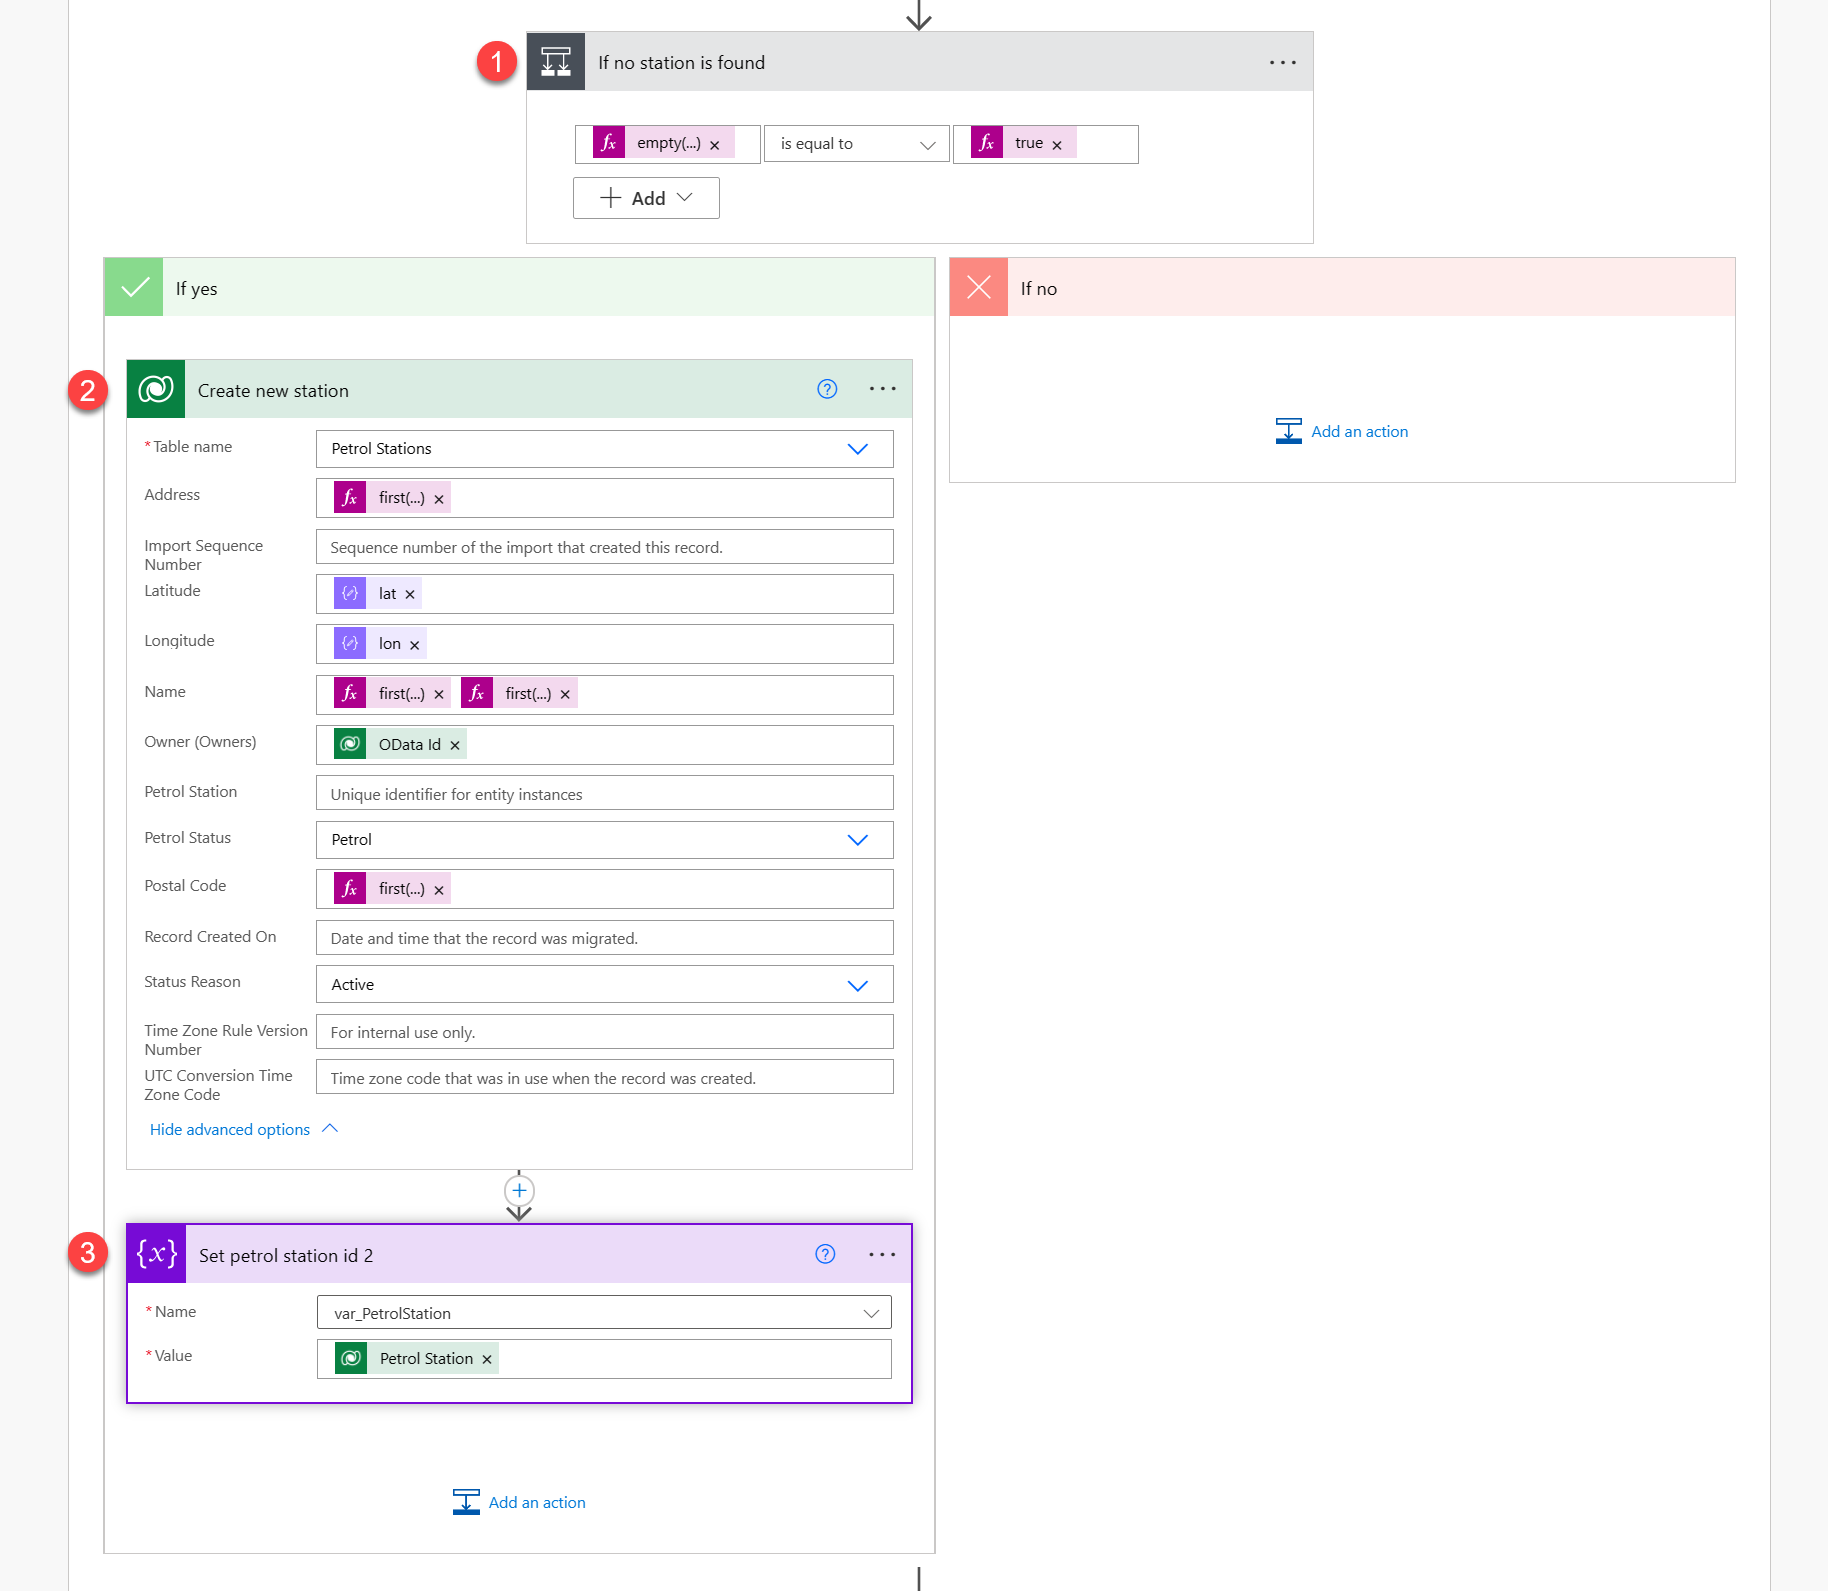 1
If no station is found
fx empty(...) × is equal to fx true ×
Add
If yes
If no
2
Create new station
Add an action
* Table name Petrol Stations
Address fx first(...) ×
Import Sequence Number Sequence number of the import that created this record.
Latitude lat ×
Longitude lon ×
Name fx first(...) × fx first(...) ×
Owner (Owners) OData Id ×
Petrol Station Unique identifier for entity instances
Petrol Status Petrol
Postal Code fx first(...) ×
Record Created On Date and time that the record was migrated.
Status Reason Active
Time Zone Rule Version Number For internal use only.
UTC Conversion Time Zone Code Time zone code that was in use when the record was created.
Hide advanced options
3
{x} Set petrol station id 2
* Name var_PetrolStation
* Value Petrol Station ×
Add an action